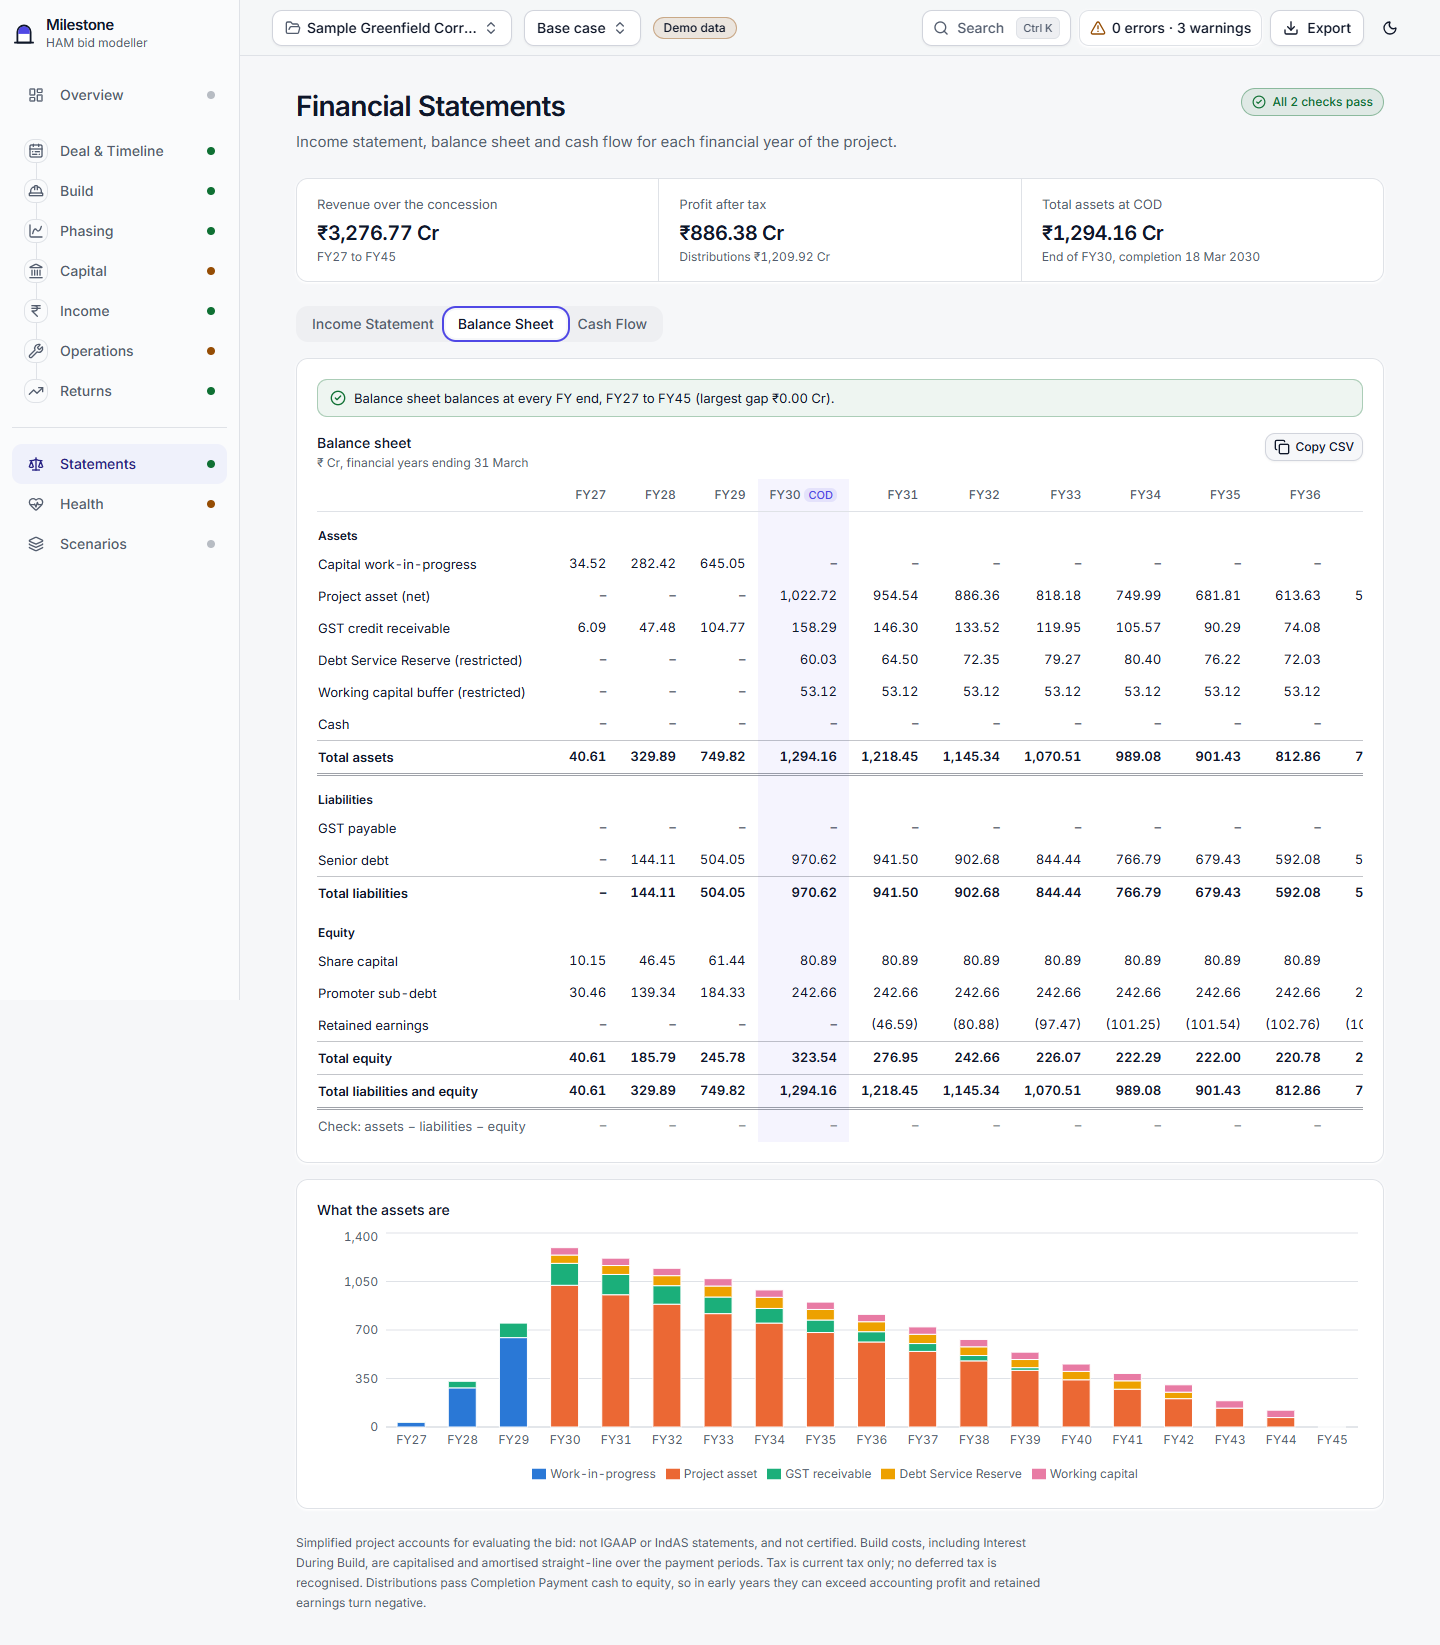 Milestone
HAM bid modeller
Sample Greenfield Corr... Base case Demo data Search Ctrl K 0 errors · 3 warnings Export
Overview
Deal & Timeline
Build
Phasing
Capital
Income
Operations
Returns
Statements
Health
Scenarios
Financial Statements
All 2 checks pass
Income statement, balance sheet and cash flow for each financial year of the project.
Revenue over the concession
₹3,276.77 Cr
FY27 to FY45
Profit after tax
₹886.38 Cr
Distributions ₹1,209.92 Cr
Total assets at COD
₹1,294.16 Cr
End of FY30, completion 18 Mar 2030
Income Statement Balance Sheet Cash Flow
Balance sheet balances at every FY end, FY27 to FY45 (largest gap ₹0.00 Cr).
Balance sheet
Copy CSV
₹ Cr, financial years ending 31 March
FY27 FY28 FY29 FY30 COD FY31 FY32 FY33 FY34 FY35 FY36
Assets
Capital work-in-progress 34.52 282.42 645.05 – – – – – – –
Project asset (net) – – – 1,022.72 954.54 886.36 818.18 749.99 681.81 613.63 5
GST credit receivable 6.09 47.48 104.77 158.29 146.30 133.52 119.95 105.57 90.29 74.08
Debt Service Reserve (restricted) – – – 60.03 64.50 72.35 79.27 80.40 76.22 72.03
Working capital buffer (restricted) – – – 53.12 53.12 53.12 53.12 53.12 53.12 53.12
Cash – – – – – – – – – –
Total assets 40.61 329.89 749.82 1,294.16 1,218.45 1,145.34 1,070.51 989.08 901.43 812.86 7
Liabilities
GST payable – – – – – – – – – –
Senior debt – 144.11 504.05 970.62 941.50 902.68 844.44 766.79 679.43 592.08 5
Total liabilities – 144.11 504.05 970.62 941.50 902.68 844.44 766.79 679.43 592.08 5
Equity
Share capital 10.15 46.45 61.44 80.89 80.89 80.89 80.89 80.89 80.89 80.89
Promoter sub-debt 30.46 139.34 184.33 242.66 242.66 242.66 242.66 242.66 242.66 242.66 2
Retained earnings – – – – (46.59) (80.88) (97.47) (101.25) (101.54) (102.76) (10
Total equity 40.61 185.79 245.78 323.54 276.95 242.66 226.07 222.29 222.00 220.78 2
Total liabilities and equity 40.61 329.89 749.82 1,294.16 1,218.45 1,145.34 1,070.51 989.08 901.43 812.86 7
Check: assets – liabilities – equity – – – – – – – – – –
What the assets are
1,400
1,050
700
350
0
FY27 FY28 FY29 FY30 FY31 FY32 FY33 FY34 FY35 FY36 FY37 FY38 FY39 FY40 FY41 FY42 FY43 FY44 FY45
Work-in-progress Project asset GST receivable Debt Service Reserve Working capital
Simplified project accounts for evaluating the bid: not IGAAP or IndAS statements, and not certified. Build costs, including Interest
During Build, are capitalised and amortised straight-line over the payment periods. Tax is current tax only; no deferred tax is
recognised. Distributions pass Completion Payment cash to equity, so in early years they can exceed accounting profit and retained
earnings turn negative.